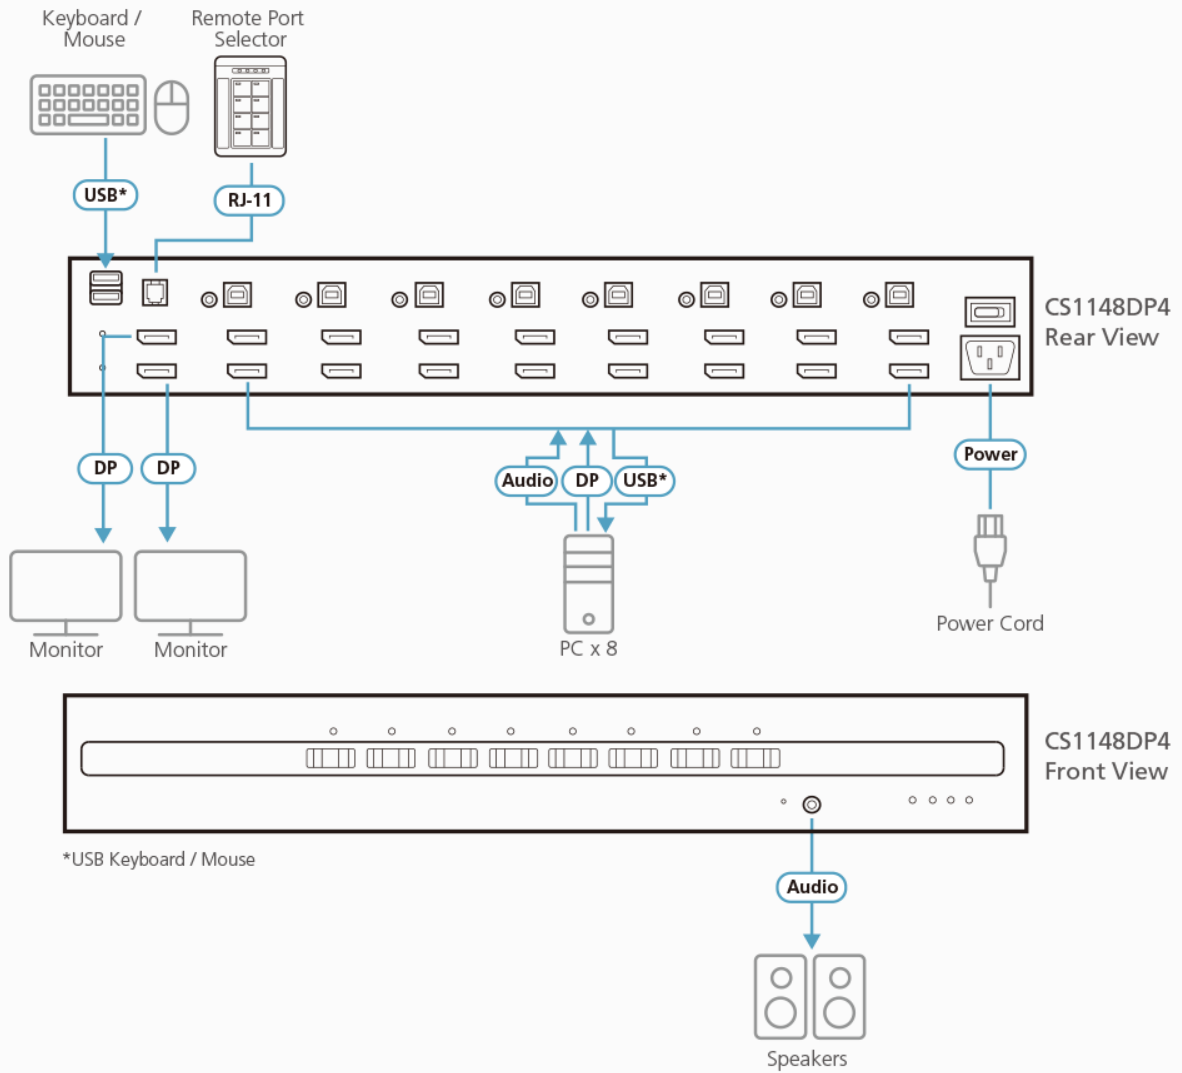 Keyboard /
Mouse
Remote Port
Selector
USB*
RJ-11
CS1148DP4
Rear View
DP
DP
Audio
DP
USB*
Power
Monitor
Monitor
PC x 8
Power Cord
CS1148DP4
Front View
*USB Keyboard / Mouse
Audio
Speakers